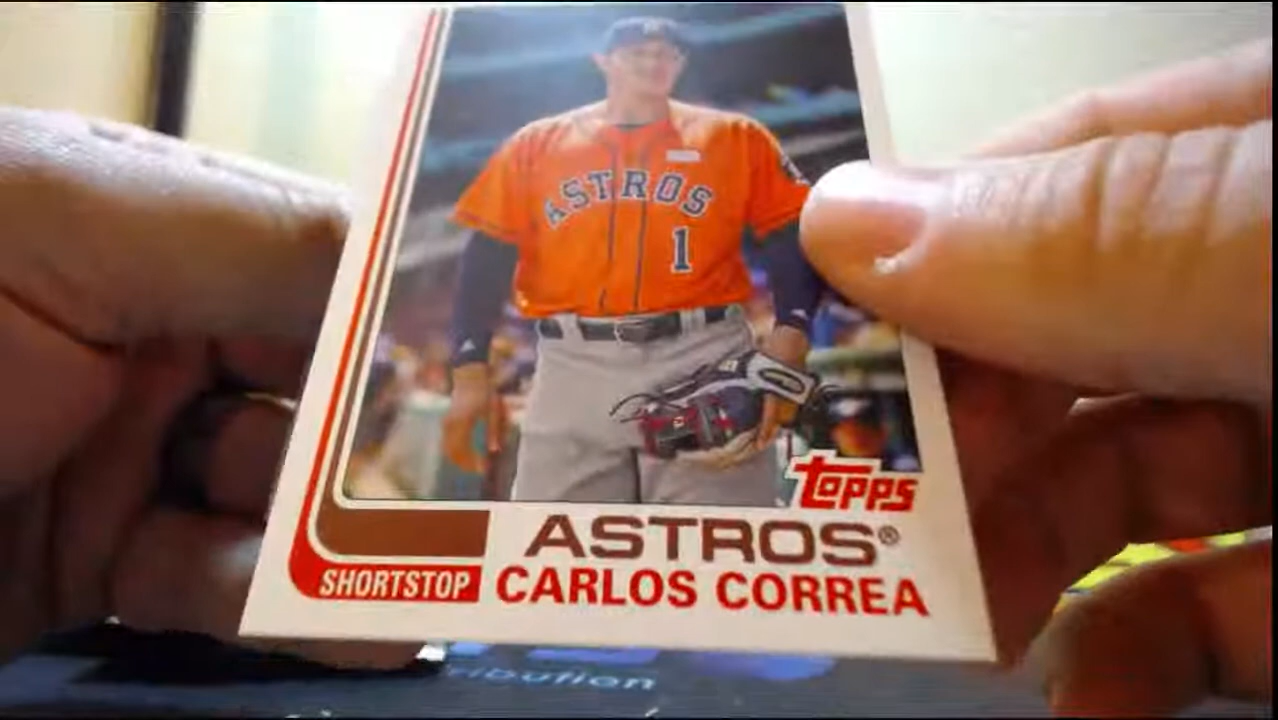 ASTROS
1
TOPPS
ASTROS®
SHORTSTOP
CARLOS CORREA
ribution